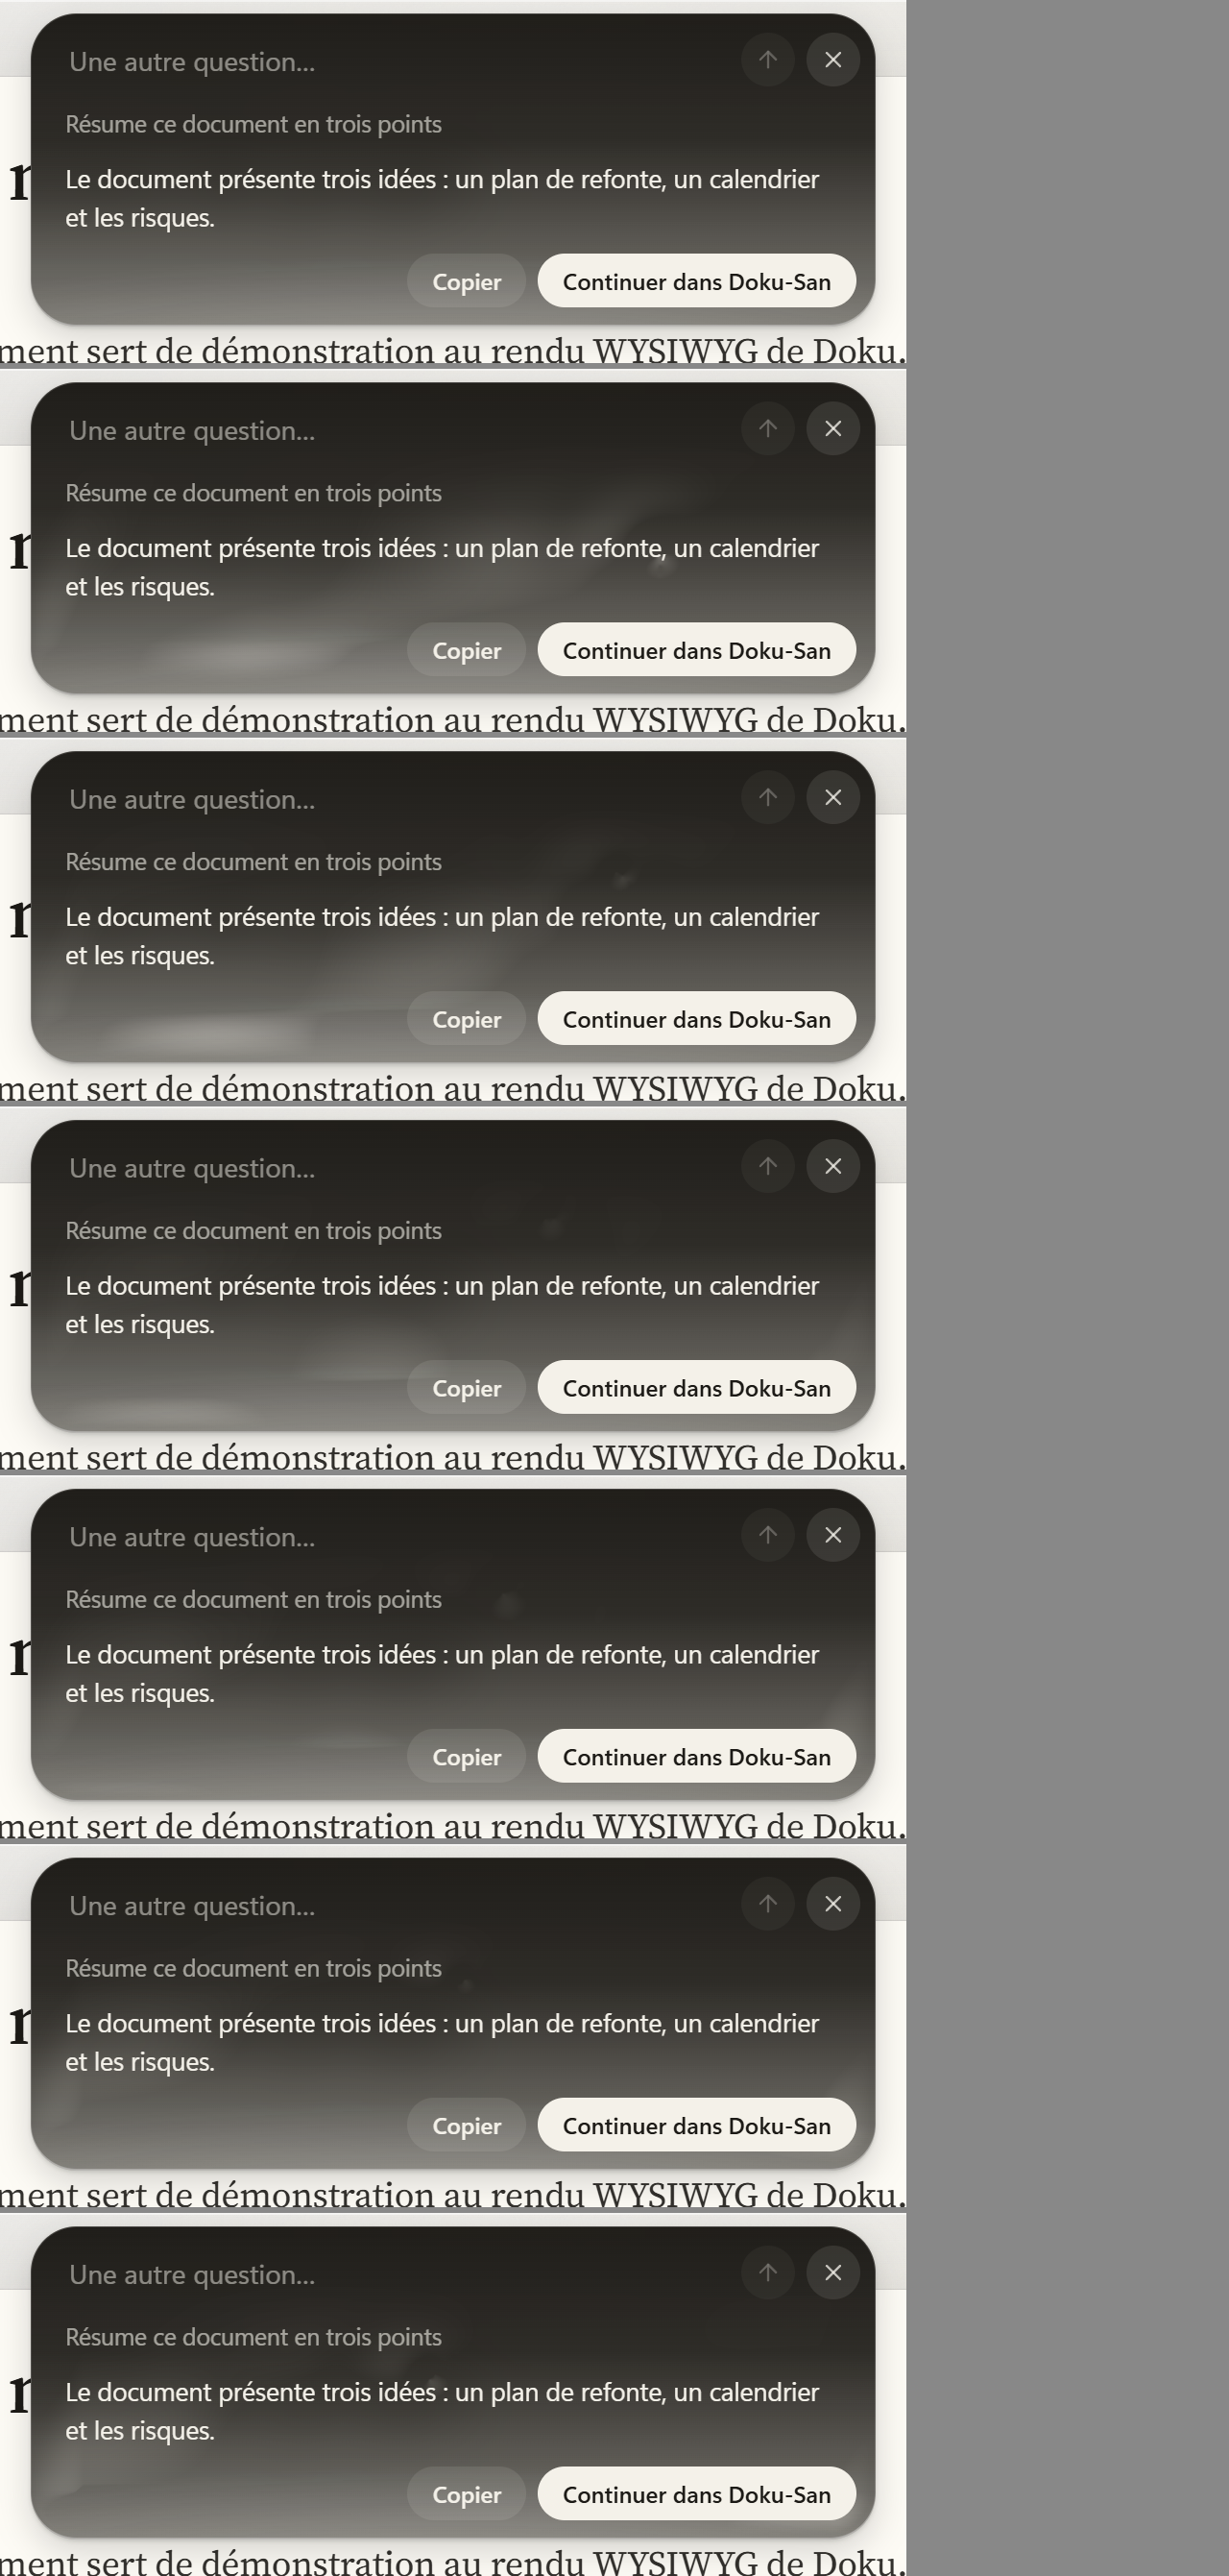 Une autre question...
Résume ce document en trois points
r
Le document présente trois idées : un plan de refonte, un calendrier
et les risques.
Copier Continuer dans Doku-San
ment sert de démonstration au rendu WYSIWYG de Doku.
Une autre question...
Résume ce document en trois points
r
Le document présente trois idées : un plan de refonte, un calendrier
et les risques.
Copier Continuer dans Doku-San
ment sert de démonstration au rendu WYSIWYG de Doku.
Une autre question...
Résume ce document en trois points
r
Le document présente trois idées : un plan de refonte, un calendrier
et les risques.
Copier Continuer dans Doku-San
ment sert de démonstration au rendu WYSIWYG de Doku.
Une autre question...
Résume ce document en trois points
r
Le document présente trois idées : un plan de refonte, un calendrier
et les risques.
Copier Continuer dans Doku-San
ment sert de démonstration au rendu WYSIWYG de Doku.
Une autre question...
Résume ce document en trois points
r
Le document présente trois idées : un plan de refonte, un calendrier
et les risques.
Copier Continuer dans Doku-San
ment sert de démonstration au rendu WYSIWYG de Doku.
Une autre question...
Résume ce document en trois points
r
Le document présente trois idées : un plan de refonte, un calendrier
et les risques.
Copier Continuer dans Doku-San
ment sert de démonstration au rendu WYSIWYG de Doku.
Une autre question...
Résume ce document en trois points
r
Le document présente trois idées : un plan de refonte, un calendrier
et les risques.
Copier Continuer dans Doku-San
ment sert de démonstration au rendu WYSIWYG de Doku.